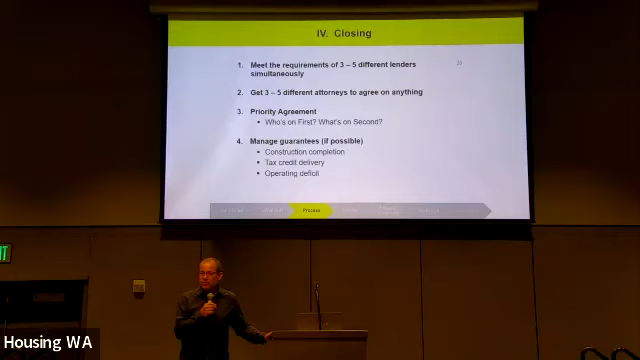 IV. Closing
1. Meet the requirements of 3 – 5 different lenders
simultaneously
2. Get 3 – 5 different attorneys to agree on anything
3. Priority Agreement
• Who's on First? What's on Second?
4. Manage guarantees (if possible)
• Construction completion
• Tax credit delivery
• Operating deficit
Process
IT
Housing WA